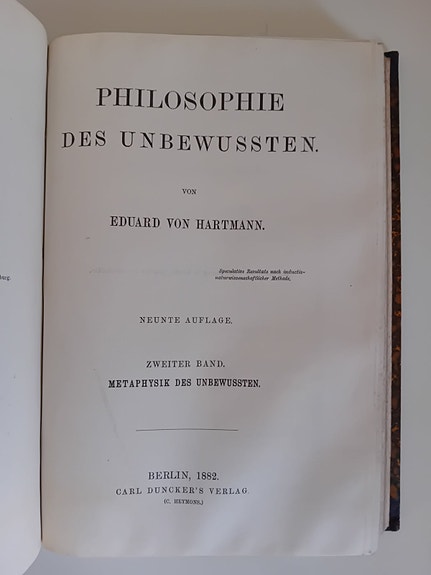 PHILOSOPHIE
DES UNBEWUSSTEN.
VON
EDUARD VON HARTMANN.
Speculative Resultate nach inductiv-
naturwissenschaftlicher Methode.
NEUNTE AUFLAGE.
ZWEITER BAND.
METAPHYSIK DES UNBEWUSSTEN.
BERLIN, 1882.
CARL DUNCKER'S VERLAG.
(C. HEYMONS.)